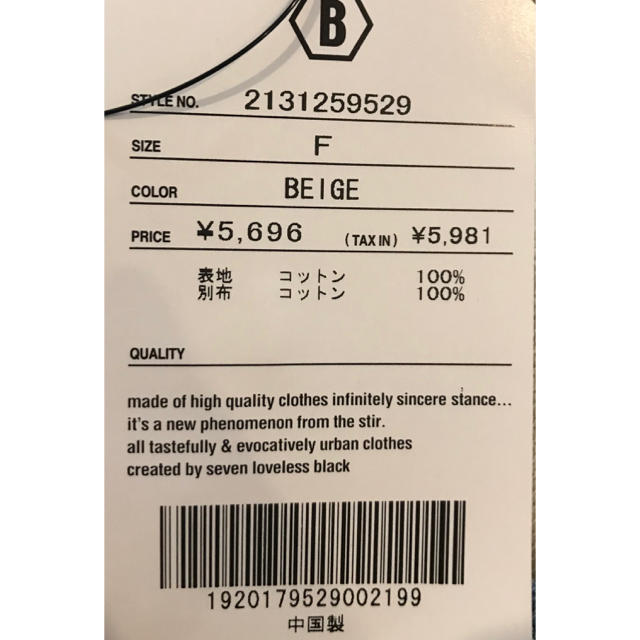 B
STYLE NO. 2131259529
SIZE F
COLOR BEIGE
PRICE ¥5,696 (TAX IN) ¥5,981
表地 コットン 100%
別布 コットン 100%
QUALITY
made of high quality clothes infinitely sincere stance...
it's a new phenomenon from the stir.
all tastefully & evocatively urban clothes
created by seven loveless black
1920179529002199
中国製